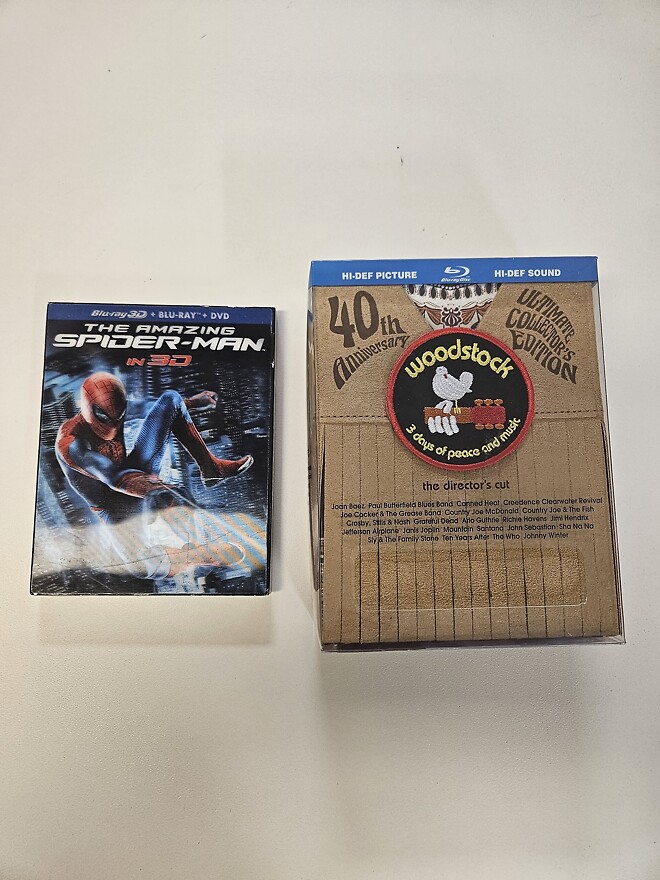 Blu-ray 3D + BLU-RAY™ + DVD
THE AMAZING
SPIDER-MAN™
IN 3D
HI-DEF PICTURE
Blu-ray Disc
HI-DEF SOUND
40th
Anniversary
ULTIMATE
COLLECTOR'S
EDITION
woodstock
3 days of peace and music
the director's cut
Joan Baez Paul Butterfield Blues Band Canned Heat Creedence Clearwater Revival
Joe Cocker & The Grease Band Country Joe McDonald Country Joe & The Fish
Crosby, Stills & Nash Grateful Dead Arlo Guthrie Richie Havens Jimi Hendrix
Jefferson Airplane Janis Joplin Mountain Santana John Sebastian Sha Na Na
Sly & The Family Stone Ten Years After The Who Johnny Winter